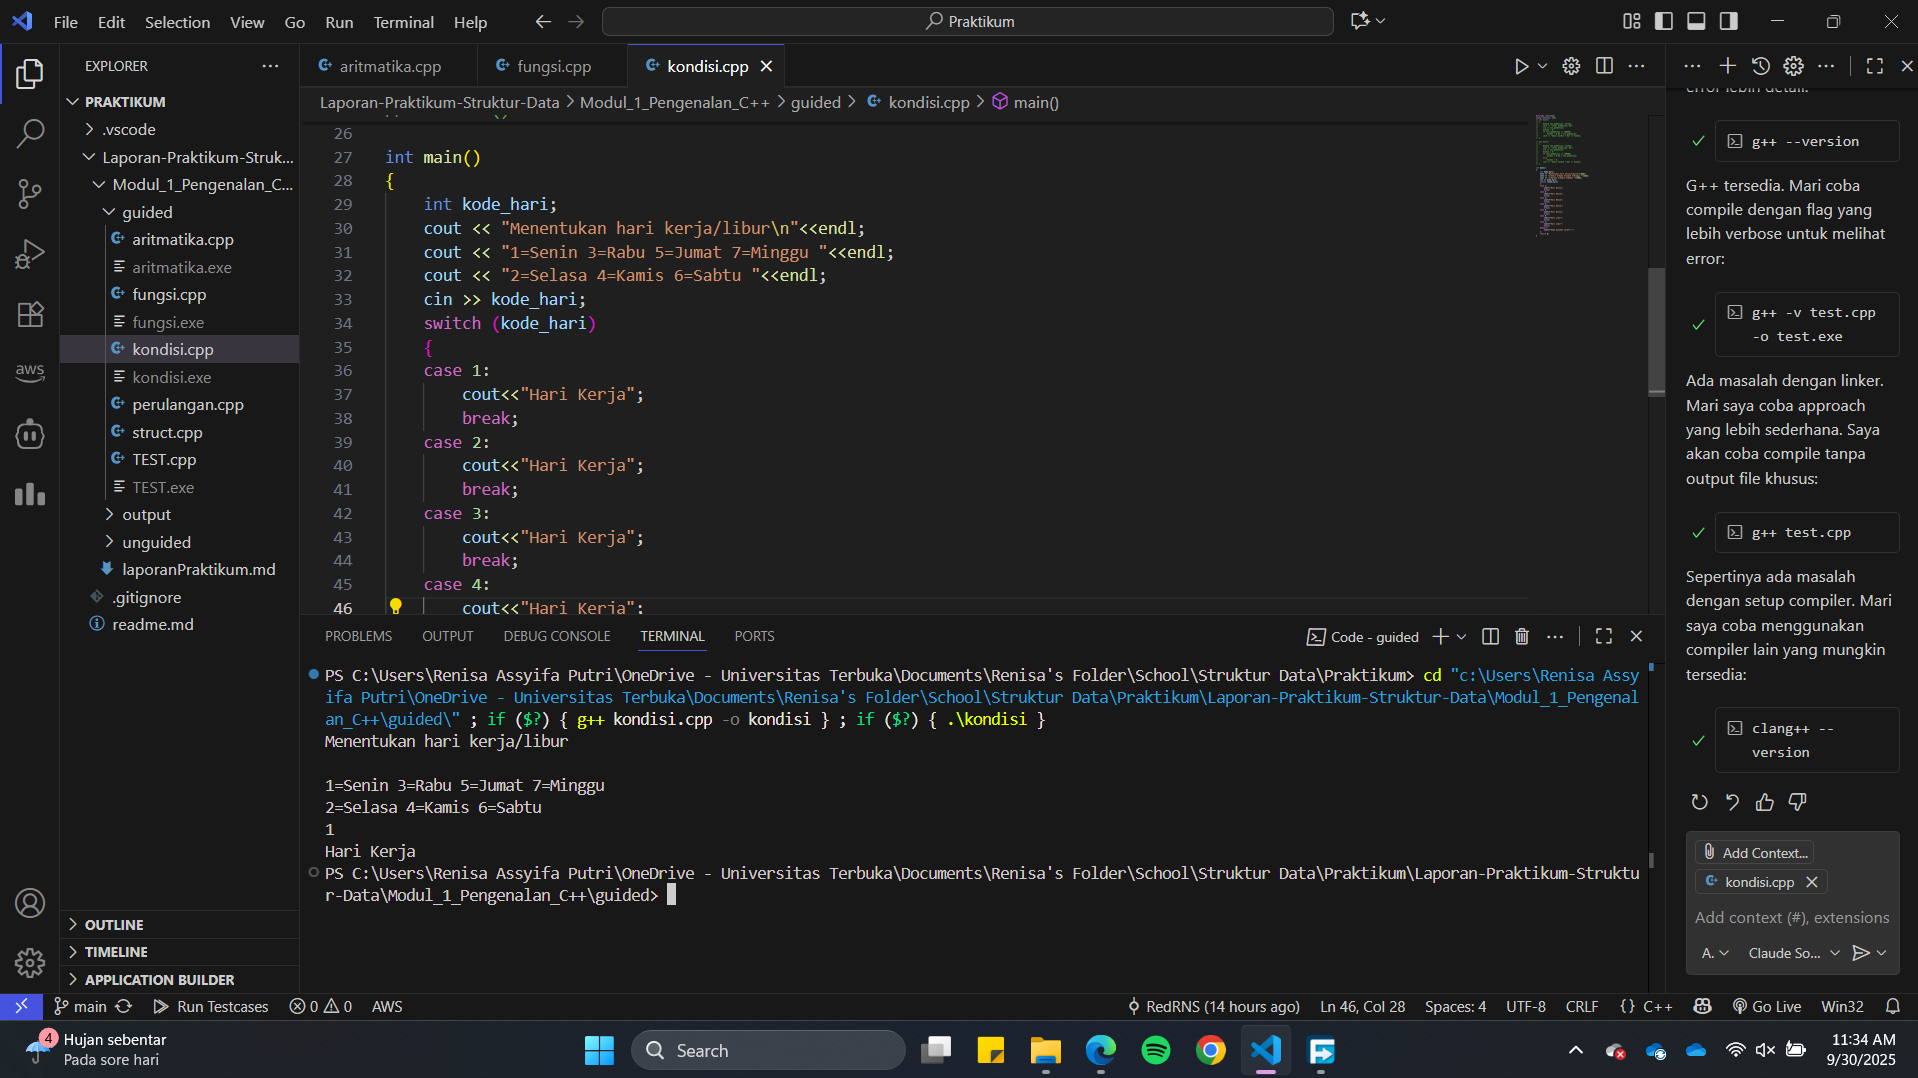 File Edit Selection View Go Run Terminal Help
Praktikum
EXPLORER
PRAKTIKUM
.vscode
Laporan-Praktikum-Struk...
Modul_1_Pengenalan_C...
guided
aritmatika.cpp
aritmatika.exe
fungsi.cpp
fungsi.exe
kondisi.cpp
kondisi.exe
perulangan.cpp
struct.cpp
TEST.cpp
TEST.exe
output
unguided
laporanPraktikum.md
.gitignore
readme.md
OUTLINE
TIMELINE
APPLICATION BUILDER
aws
aritmatika.cpp fungsi.cpp kondisi.cpp
Laporan-Praktikum-Struktur-Data > Modul_1_Pengenalan_C++ > guided > kondisi.cpp > main()
26
27 int main()
28 {
29 int kode_hari;
30 cout << "Menentukan hari kerja/libur\n"<<endl;
31 cout << "1=Senin 3=Rabu 5=Jumat 7=Minggu "<<endl;
32 cout << "2=Selasa 4=Kamis 6=Sabtu "<<endl;
33 cin >> kode_hari;
34 switch (kode_hari)
35 {
36 case 1:
37 cout<<"Hari Kerja";
38 break;
39 case 2:
40 cout<<"Hari Kerja";
41 break;
42 case 3:
43 cout<<"Hari Kerja";
44 break;
45 case 4:
46 cout<<"Hari Kerja";
PROBLEMS OUTPUT DEBUG CONSOLE TERMINAL PORTS
Code - guided
PS C:\Users\Renisa Assyifa Putri\OneDrive - Universitas Terbuka\Documents\Renisa's Folder\School\Struktur Data\Praktikum> cd "c:\Users\Renisa Assy
ifa Putri\OneDrive - Universitas Terbuka\Documents\Renisa's Folder\School\Struktur Data\Praktikum\Laporan-Praktikum-Struktur-Data\Modul_1_Pengenal
an_C++\guided\" ; if ($?) { g++ kondisi.cpp -o kondisi } ; if ($?) { .\kondisi }
Menentukan hari kerja/libur
1=Senin 3=Rabu 5=Jumat 7=Minggu
2=Selasa 4=Kamis 6=Sabtu
1
Hari Kerja
PS C:\Users\Renisa Assyifa Putri\OneDrive - Universitas Terbuka\Documents\Renisa's Folder\School\Struktur Data\Praktikum\Laporan-Praktikum-Struktu
r-Data\Modul_1_Pengenalan_C++\guided>
error lebih detail.
g++ --version
G++ tersedia. Mari coba
compile dengan flag yang
lebih verbose untuk melihat
error:
g++ -v test.cpp
-o test.exe
Ada masalah dengan linker.
Mari saya coba approach
yang lebih sederhana. Saya
akan coba compile tanpa
output file khusus:
g++ test.cpp
Sepertinya ada masalah
dengan setup compiler. Mari
saya coba menggunakan
compiler lain yang mungkin
tersedia:
clang++ --
version
Add Context...
kondisi.cpp
Add context (#), extensions
A. Claude So...
main Run Testcases 0 0 AWS
RedRNS (14 hours ago) Ln 46, Col 28 Spaces: 4 UTF-8 CRLF {} C++ Go Live Win32
4
Hujan sebentar
Pada sore hari
Search
11:34 AM
9/30/2025